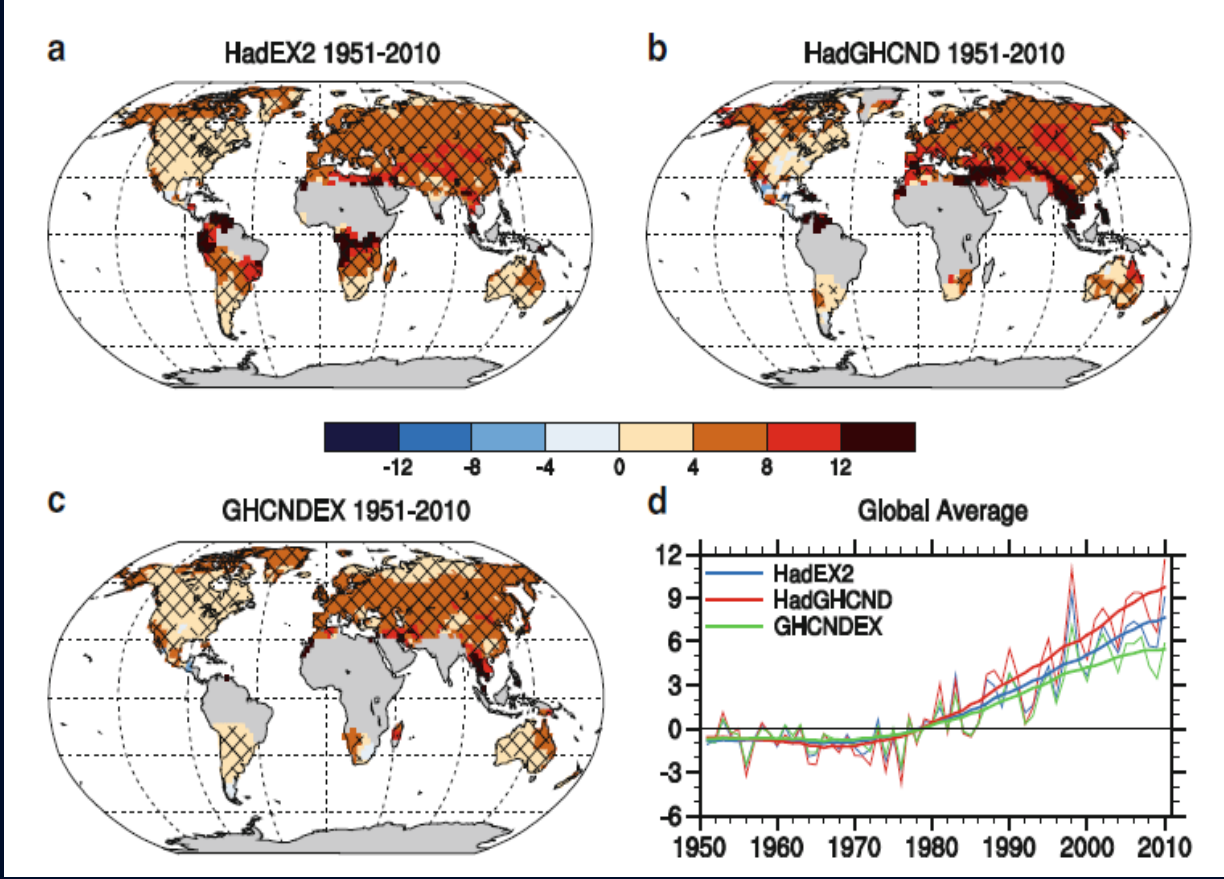 a
HadEX2 1951-2010
b
HadGHCND 1951-2010
-12 -8 -4 0 4 8 12
c
GHCNDEX 1951-2010
d
Global Average
12
9
6
3
0
-3
-6
HadEX2
HadGHCND
GHCNDEX
1950 1960 1970 1980 1990 2000 2010